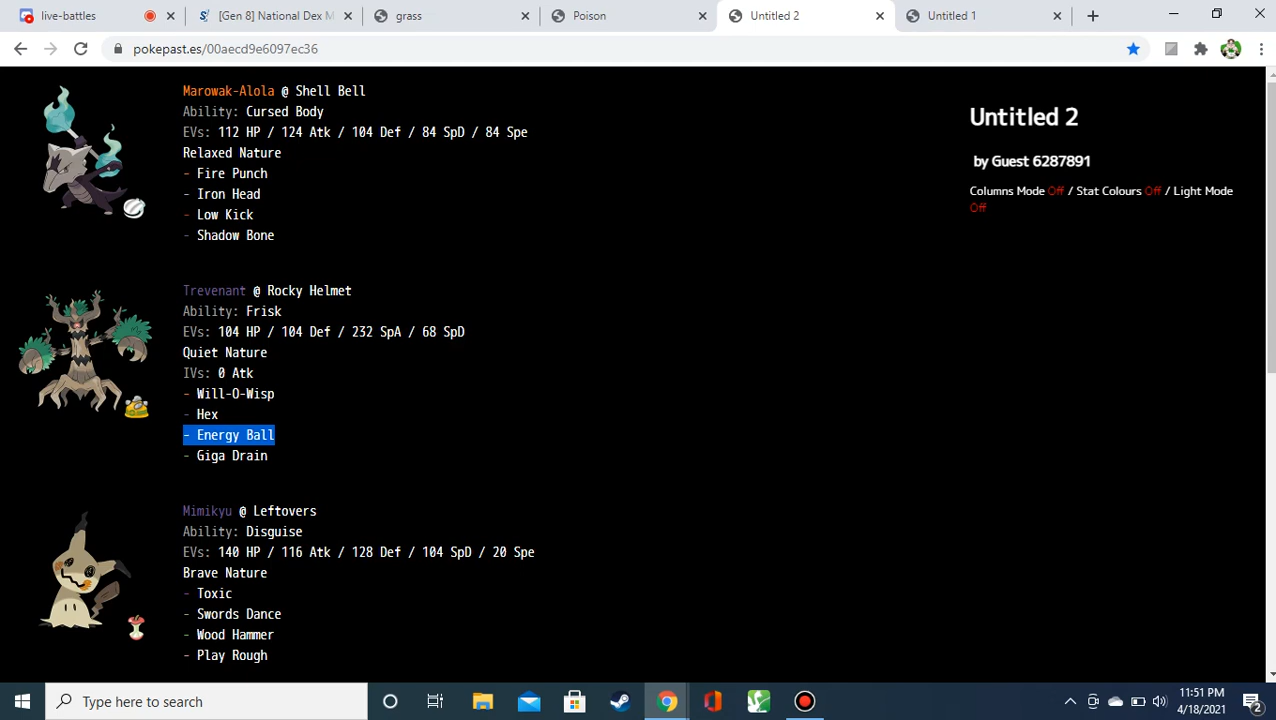 live-battles
[Gen 8] National Dex M
grass
Poison
Untitled 2
Untitled 1
pokepast.es/00aecd9e6097ec36
Marowak-Alola @ Shell Bell
Ability: Cursed Body
EVs: 112 HP / 124 Atk / 104 Def / 84 SpD / 84 Spe
Relaxed Nature
- Fire Punch
- Iron Head
- Low Kick
- Shadow Bone
Untitled 2
by Guest 6287891
Columns Mode Off / Stat Colours Off / Light Mode
Off
Trevenant @ Rocky Helmet
Ability: Frisk
EVs: 104 HP / 104 Def / 232 SpA / 68 SpD
Quiet Nature
IVs: 0 Atk
- Will-O-Wisp
- Hex
- Energy Ball
- Giga Drain
Mimikyu @ Leftovers
Ability: Disguise
EVs: 140 HP / 116 Atk / 128 Def / 104 SpD / 20 Spe
Brave Nature
- Toxic
- Swords Dance
- Wood Hammer
- Play Rough
Type here to search
11:51 PM
4/18/2021
2